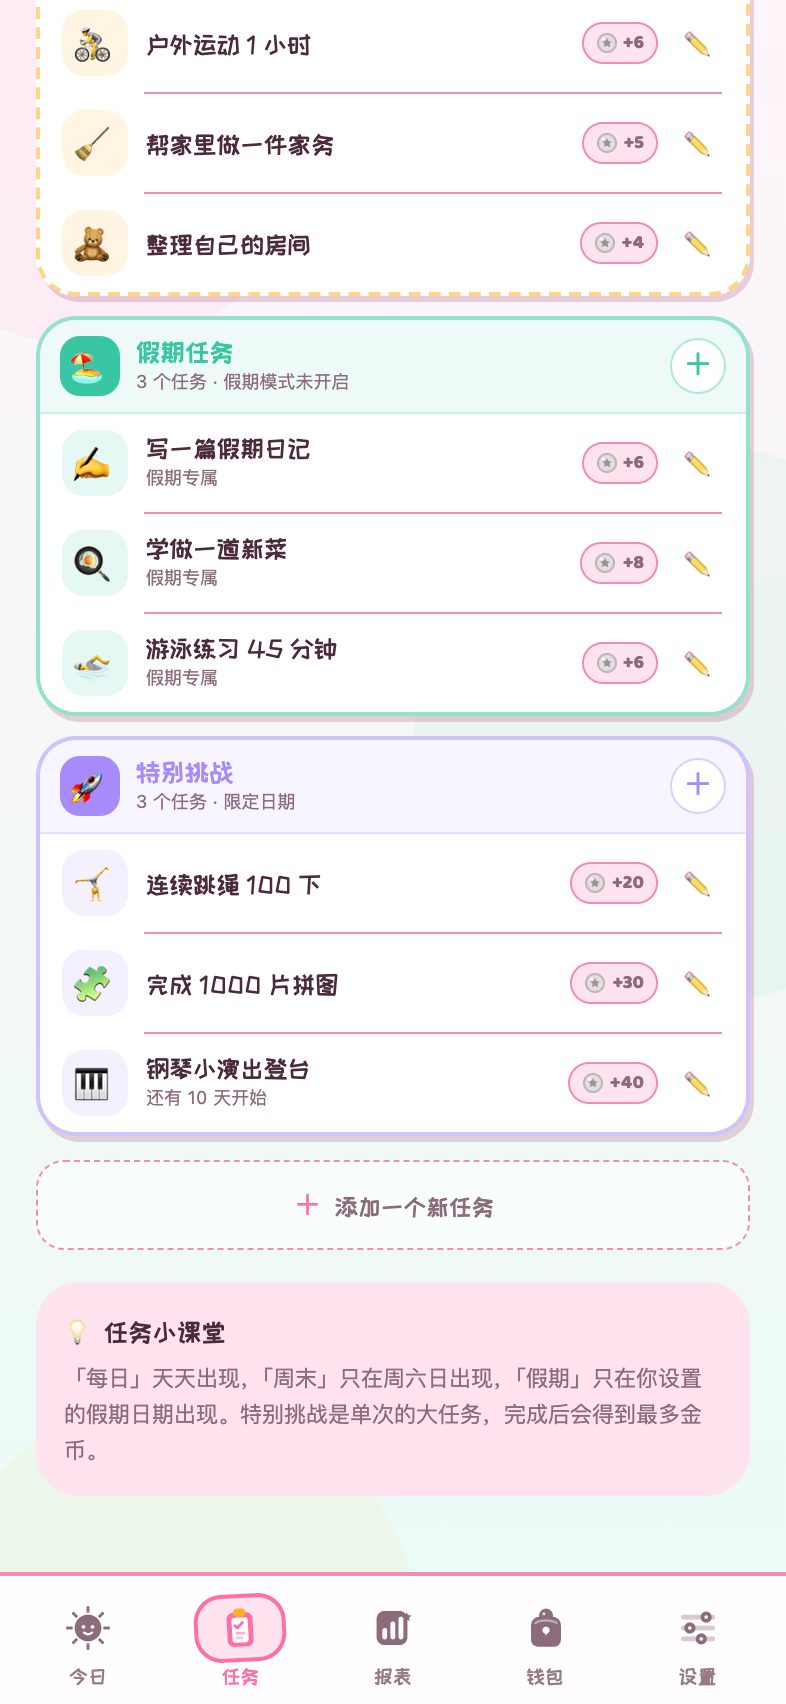 户外运动 1 小时
+6
帮家里做一件家务
+5
整理自己的房间
+4
假期任务
3 个任务 · 假期模式未开启
写一篇假期日记
假期专属
+6
学做一道新菜
假期专属
+8
游泳练习 45 分钟
假期专属
+6
特别挑战
3 个任务 · 限定日期
连续跳绳 100 下
+20
完成 1000 片拼图
+30
钢琴小演出登台
还有 10 天开始
+40
+ 添加一个新任务
任务小课堂
「每日」天天出现，「周末」只在周六日出现，「假期」只在你设置
的假期日期出现。特别挑战是单次的大任务，完成后会得到最多金
币。
今日
任务
报表
钱包
设置